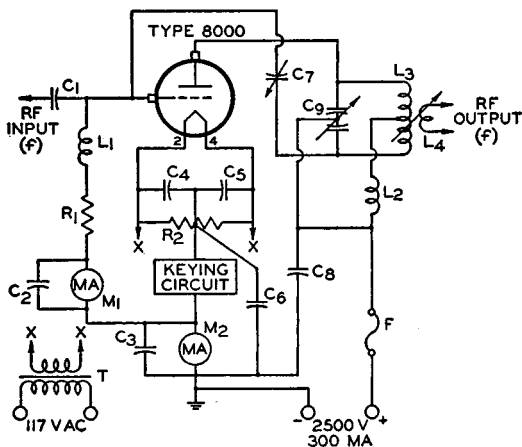 TYPE 8000
C1
C7
L3
RF
INPUT
(f)
C9
RF
OUTPUT
(f)
L4
L1
2
4
C4
C5
L2
R1
R2
X
X
KEYING
CIRCUIT
C8
C2
MA
M1
C6
X
X
C3
M2
MA
F
T
117 V AC
-
2500 V
+
300 MA